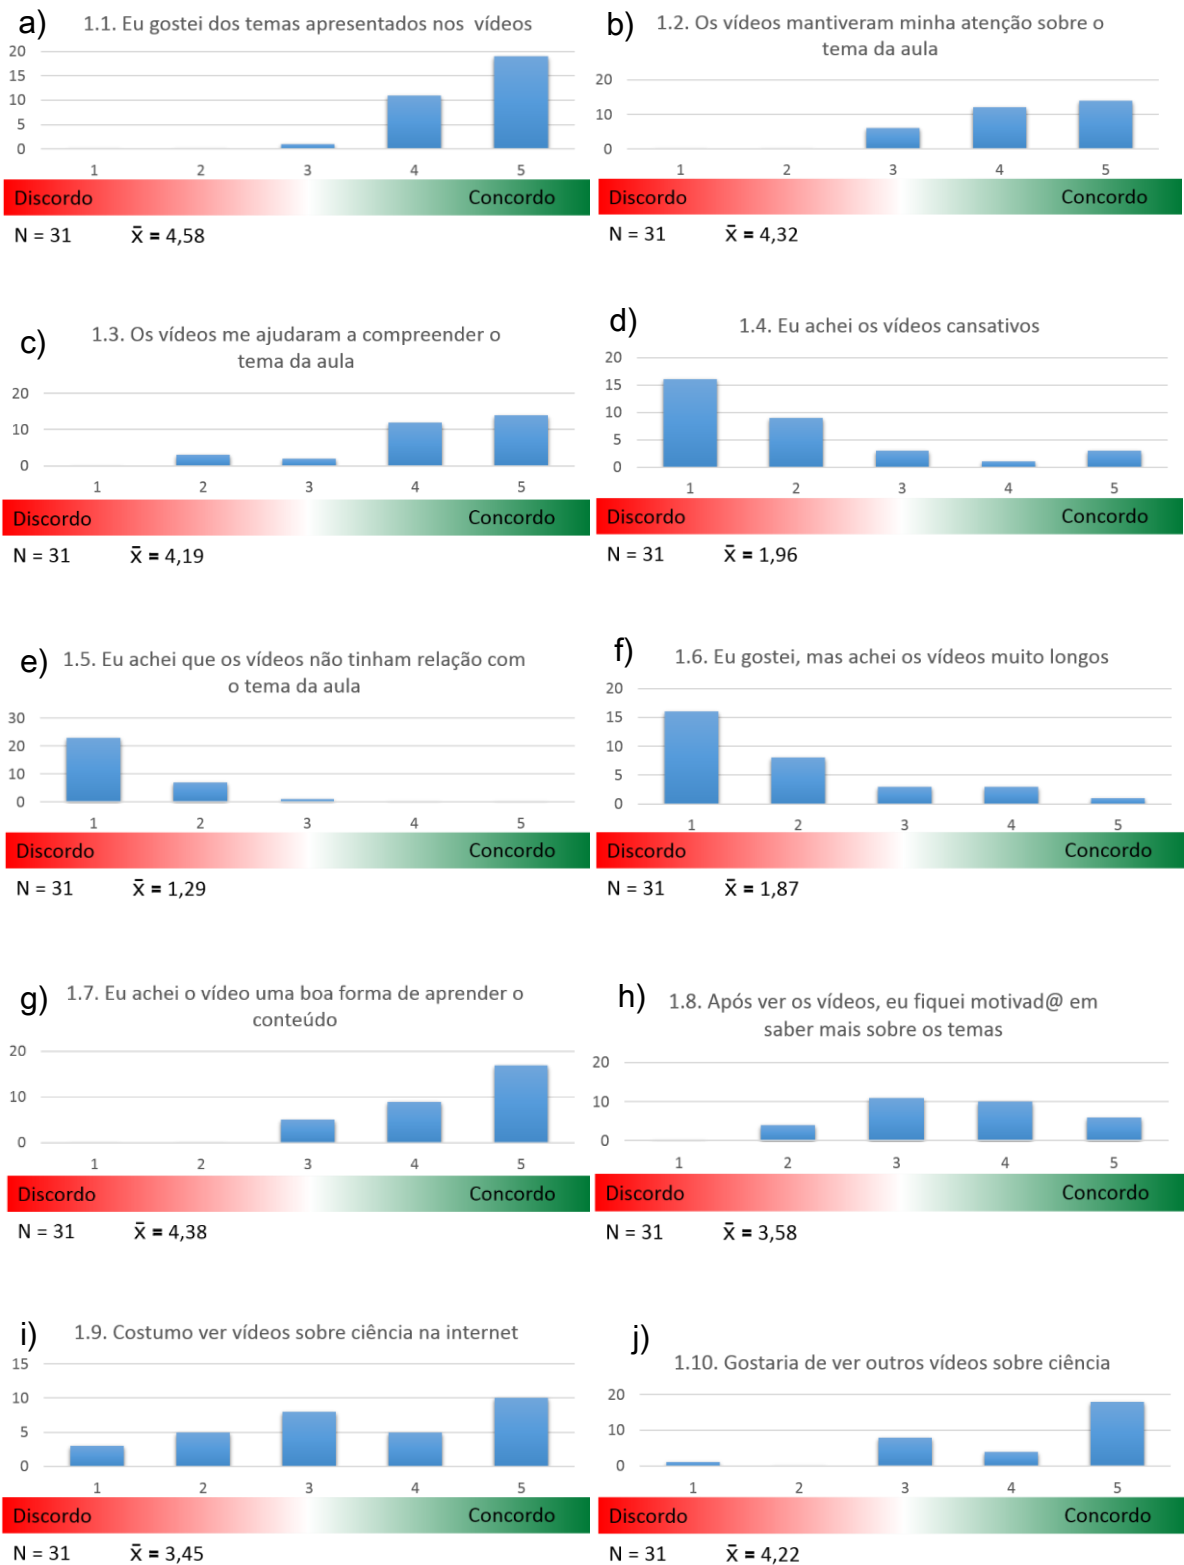 a)
1.1. Eu gostei dos temas apresentados nos vídeos
20
15
10
5
0
1 2 3 4 5
Discordo Concordo
N = 31 x̄ = 4,58
b)
1.2. Os vídeos mantiveram minha atenção sobre o
tema da aula
20
10
0
1 2 3 4 5
Discordo Concordo
N = 31 x̄ = 4,32
c)
1.3. Os vídeos me ajudaram a compreender o
tema da aula
20
10
0
1 2 3 4 5
Discordo Concordo
N = 31 x̄ = 4,19
d)
1.4. Eu achei os vídeos cansativos
20
15
10
5
0
1 2 3 4 5
Discordo Concordo
N = 31 x̄ = 1,96
e)
1.5. Eu achei que os vídeos não tinham relação com
o tema da aula
30
20
10
0
1 2 3 4 5
Discordo Concordo
N = 31 x̄ = 1,29
f)
1.6. Eu gostei, mas achei os vídeos muito longos
20
15
10
5
0
1 2 3 4 5
Discordo Concordo
N = 31 x̄ = 1,87
g)
1.7. Eu achei o vídeo uma boa forma de aprender o
conteúdo
20
10
0
1 2 3 4 5
Discordo Concordo
N = 31 x̄ = 4,38
h)
1.8. Após ver os vídeos, eu fiquei motivad@ em
saber mais sobre os temas
20
10
0
1 2 3 4 5
Discordo Concordo
N = 31 x̄ = 3,58
i)
1.9. Costumo ver vídeos sobre ciência na internet
15
10
5
0
1 2 3 4 5
Discordo Concordo
N = 31 x̄ = 3,45
j)
1.10. Gostaria de ver outros vídeos sobre ciência
20
10
0
1 2 3 4 5
Discordo Concordo
N = 31 x̄ = 4,22